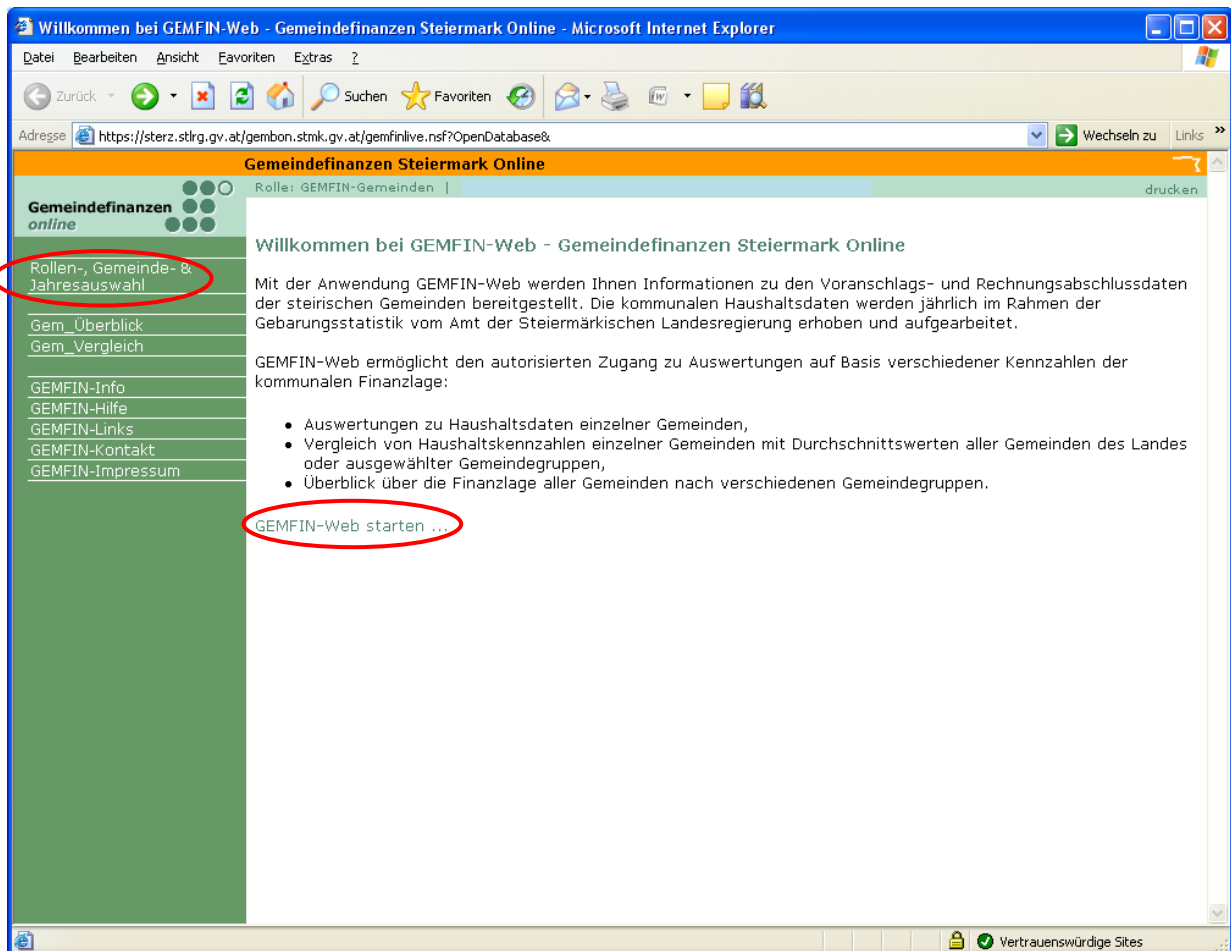 Willkommen bei GEMFIN-Web - Gemeindefinanzen Steiermark Online - Microsoft Internet Explorer
Datei Bearbeiten Ansicht Favoriten Extras ?
Zurück Suchen Favoriten
Adresse https://sterz.stlrg.gv.at/gembon.stmk.gv.at/gemfinlive.nsf?OpenDatabase& Wechseln zu Links »
Gemeindefinanzen Steiermark Online
Rolle: GEMFIN-Gemeinden |
drucken
Gemeindefinanzen
online
Rollen-, Gemeinde- &
Jahresauswahl
Gem_Überblick
Gem_Vergleich
GEMFIN-Info
GEMFIN-Hilfe
GEMFIN-Links
GEMFIN-Kontakt
GEMFIN-Impressum
Willkommen bei GEMFIN-Web - Gemeindefinanzen Steiermark Online
Mit der Anwendung GEMFIN-Web werden Ihnen Informationen zu den Voranschlags- und Rechnungsabschlussdaten
der steirischen Gemeinden bereitgestellt. Die kommunalen Haushaltsdaten werden jährlich im Rahmen der
Gebarungsstatistik vom Amt der Steiermärkischen Landesregierung erhoben und aufgearbeitet.
GEMFIN-Web ermöglicht den autorisierten Zugang zu Auswertungen auf Basis verschiedener Kennzahlen der
kommunalen Finanzlage:
• Auswertungen zu Haushaltsdaten einzelner Gemeinden,
• Vergleich von Haushaltskennzahlen einzelner Gemeinden mit Durchschnittswerten aller Gemeinden des Landes
oder ausgewählter Gemeindegruppen,
• Überblick über die Finanzlage aller Gemeinden nach verschiedenen Gemeindegruppen.
GEMFIN-Web starten ...
Vertrauenswürdige Sites